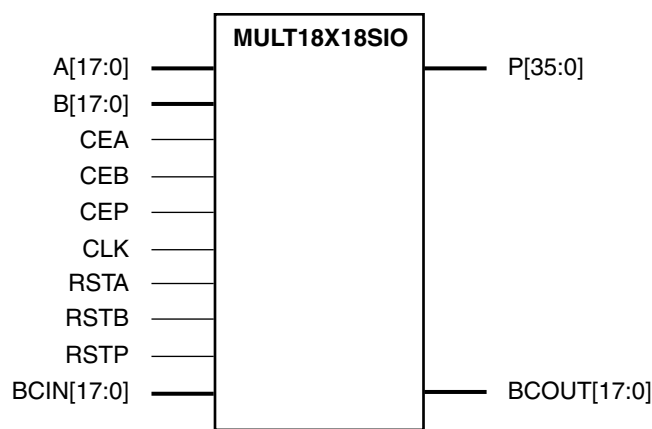 MULT18X18SIO
A[17:0] P[35:0]
B[17:0]
CEA
CEB
CEP
CLK
RSTA
RSTB
RSTP
BCIN[17:0] BCOUT[17:0]